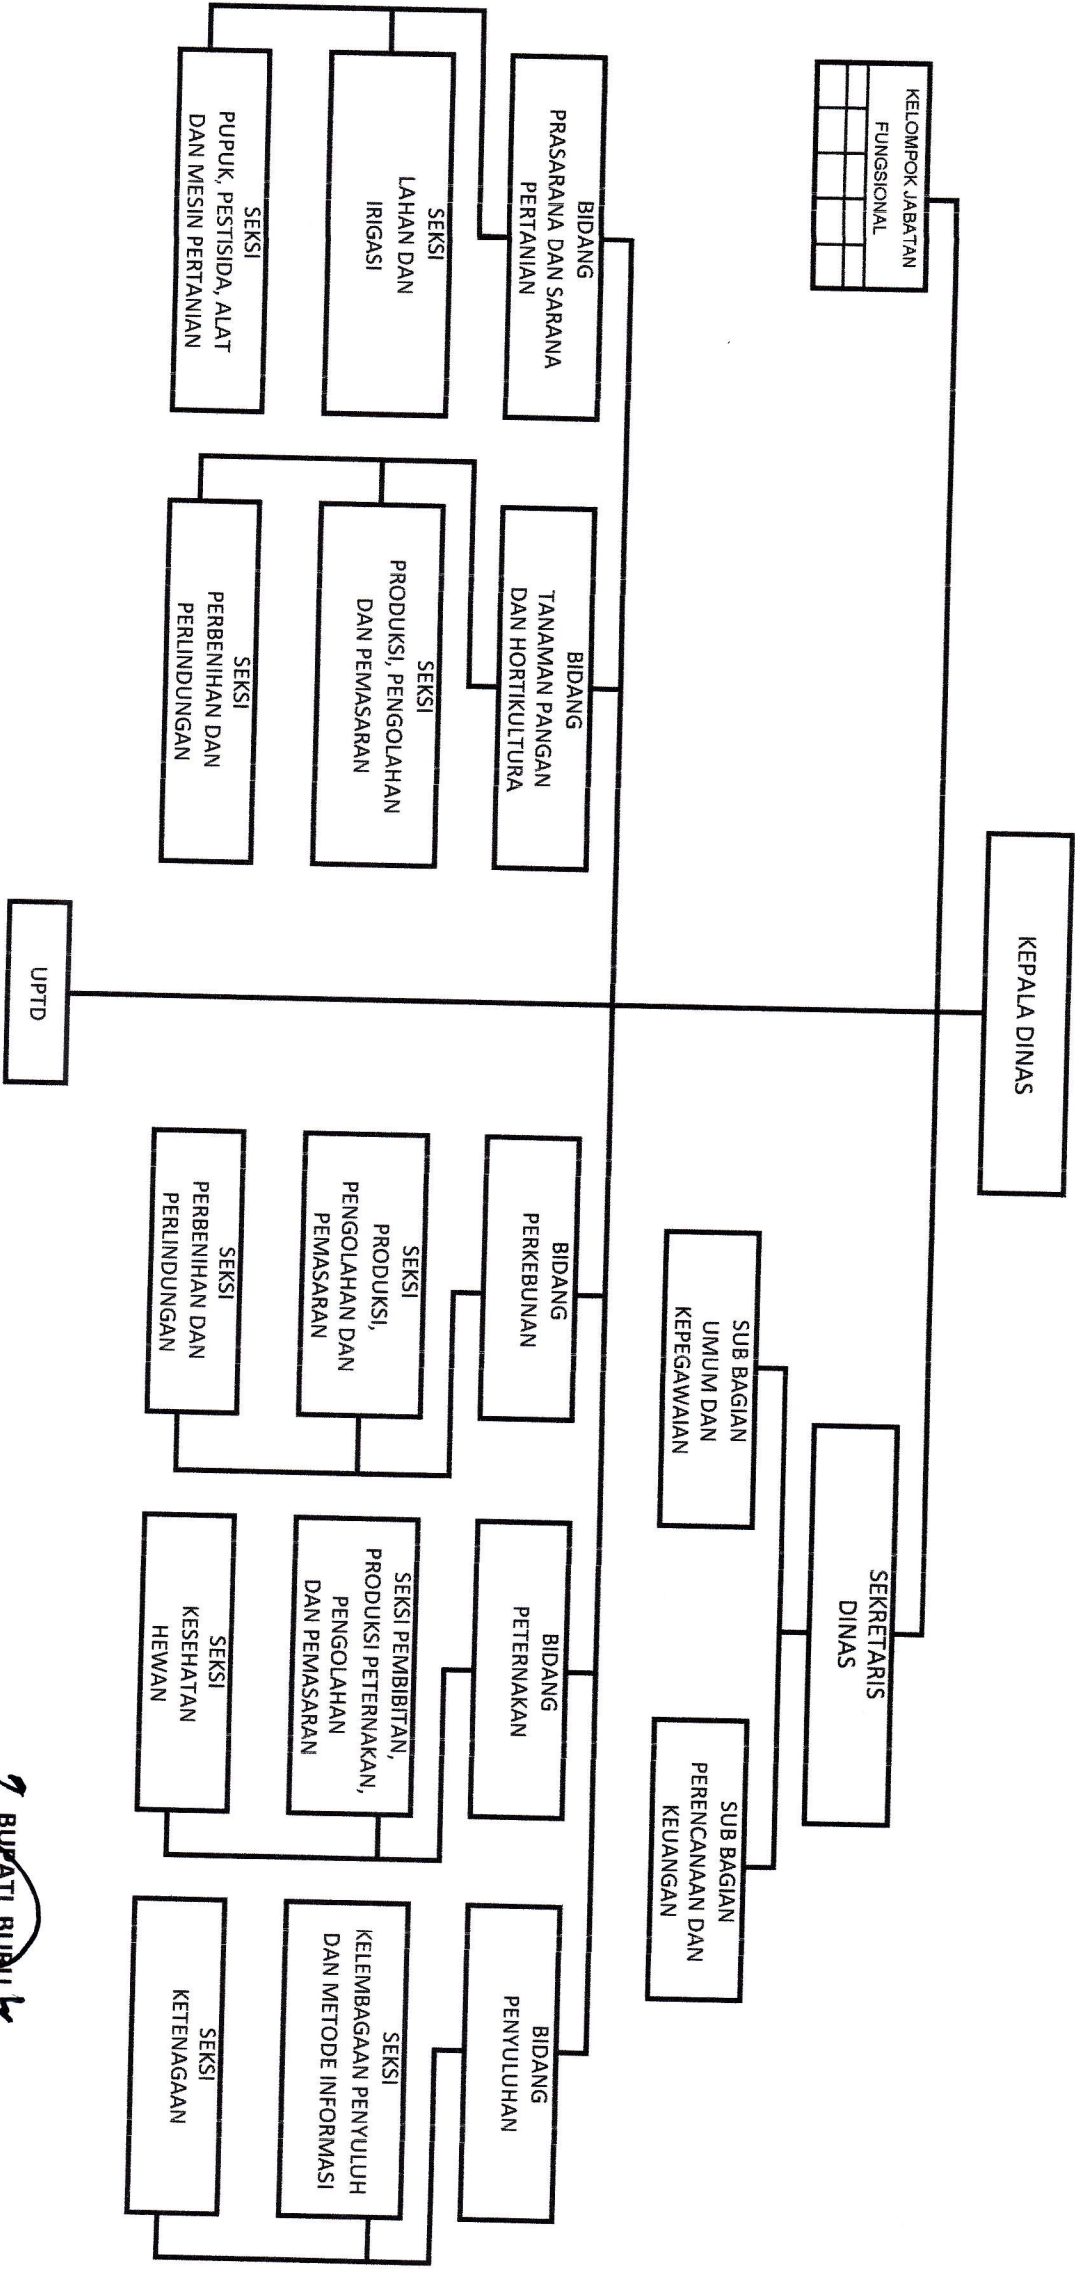 KEPALA DINAS
KELOMPOK JABATAN
FUNGSIONAL
SEKRETARIS
DINAS
SUB BAGIAN
UMUM DAN
KEPEGAWAIAN
SUB BAGIAN
PERENCANAAN DAN
KEUANGAN
BIDANG
PRASARANA DAN SARANA
PERTANIAN
BIDANG
TANAMAN PANGAN
DAN HORTIKULTURA
BIDANG
PERKEBUNAN
BIDANG
PETERNAKAN
BIDANG
PENYULUHAN
SEKSI
LAHAN DAN
IRIGASI
SEKSI
PRODUKSI, PENGOLAHAN
DAN PEMASARAN
SEKSI
PRODUKSI,
PENGOLAHAN DAN
PEMASARAN
SEKSI PEMBIBITAN,
PRODUKSI PETERNAKAN,
PENGOLAHAN
DAN PEMASARAN
SEKSI
KELEMBAGAAN PENYULUH
DAN METODE INFORMASI
SEKSI
PUPUK, PESTISIDA, ALAT
DAN MESIN PERTANIAN
SEKSI
PERBENIHAN DAN
PERLINDUNGAN
SEKSI
PERBENIHAN DAN
PERLINDUNGAN
SEKSI
KESEHATAN
HEWAN
SEKSI
KETENAGAAN
UPTD
BUPATI BURU